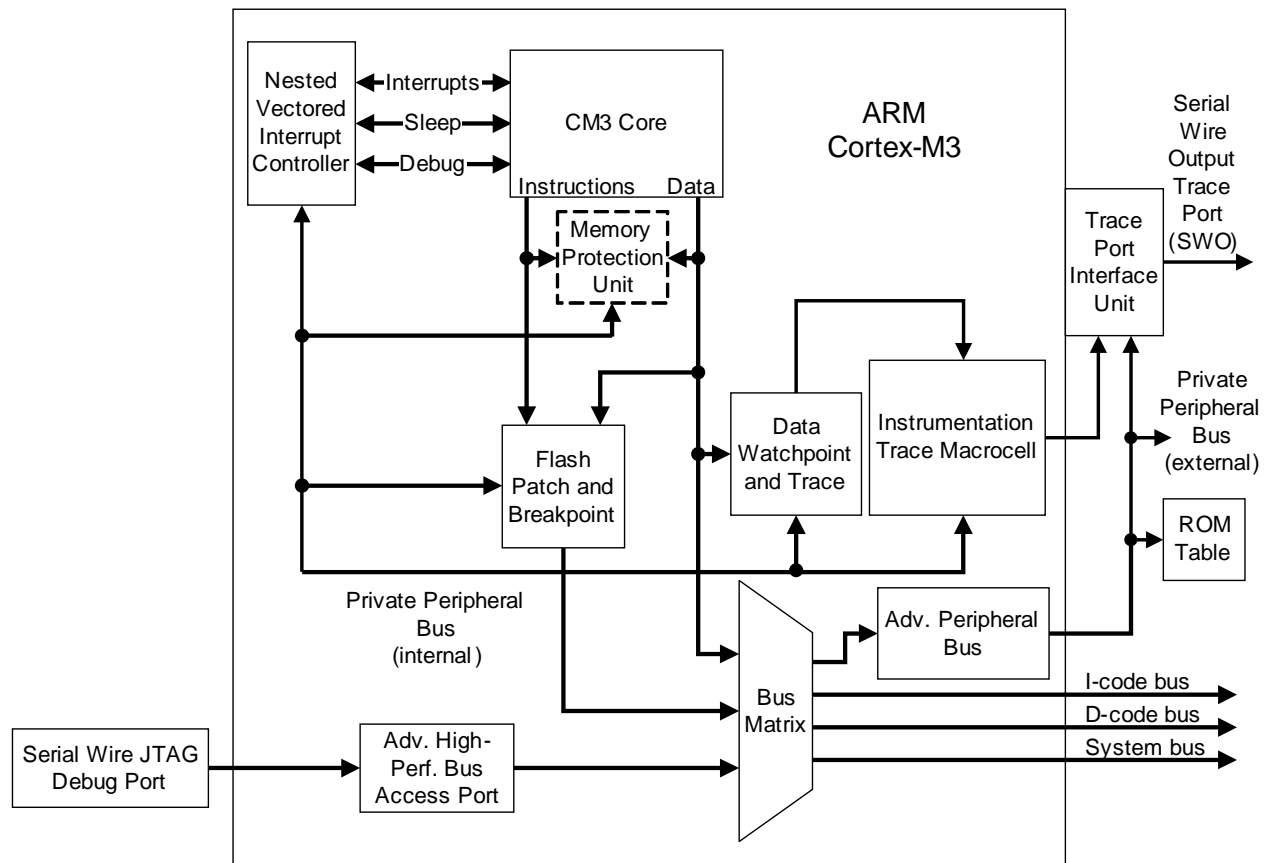 Nested
Vectored
Interrupt
Controller
Interrupts
Sleep
Debug
CM3 Core
Instructions Data
ARM
Cortex-M3
Serial
Wire
Output
Trace
Port
(SWO)
Memory
Protection
Unit
Trace
Port
Interface
Unit
Private
Peripheral
Bus
(external)
Flash
Patch and
Breakpoint
Data
Watchpoint
and Trace
Instrumentation
Trace Macrocell
ROM
Table
Private Peripheral
Bus
(internal)
Adv. Peripheral
Bus
Bus
Matrix
I-code bus
D-code bus
System bus
Serial Wire JTAG
Debug Port
Adv. High-
Perf. Bus
Access Port